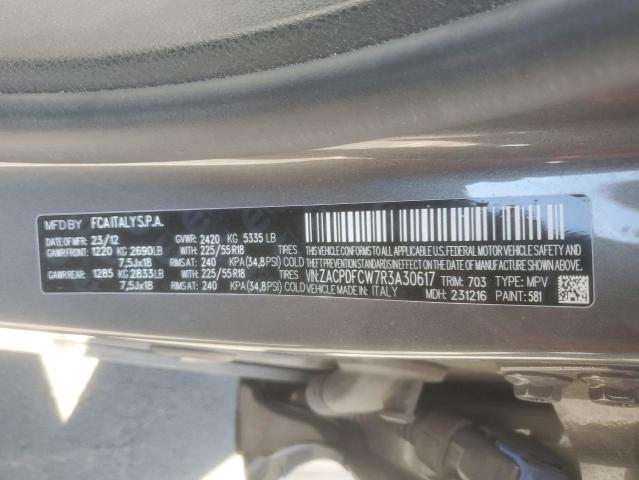 MFD BY FCA ITALY S.P.A.
DATE OF MFR 23/12 GVWR: 2420 KG 5335 LB
GAWR FRONT: 1220 KG 2690LB WITH: 225/55R18 TIRES
7,5Jx18 RIMS AT: 240 KPA (34,8PSI) COLD
GAWR REAR: 1285 KG 2833LB WITH: 225/55R18 TIRES
7,5Jx18 RIMS AT: 240 KPA (34,8PSI) COLD
THIS VEHICLE CONFORMS TO ALL APPLICABLE U.S.FEDERAL MOTOR VEHICLE SAFETY, BUMPER, AND
THEFT PREVENTION STANDARDS IN EFFECT ON THE DATE OF MANUFACTURE SHOWN ABOVE.
VIN: ZACPDFCW7R3A30617 TRIM: 703 TYPE: MPV
VEHICLE MADE IN: ITALY MDH: 231216 PAINT: 581